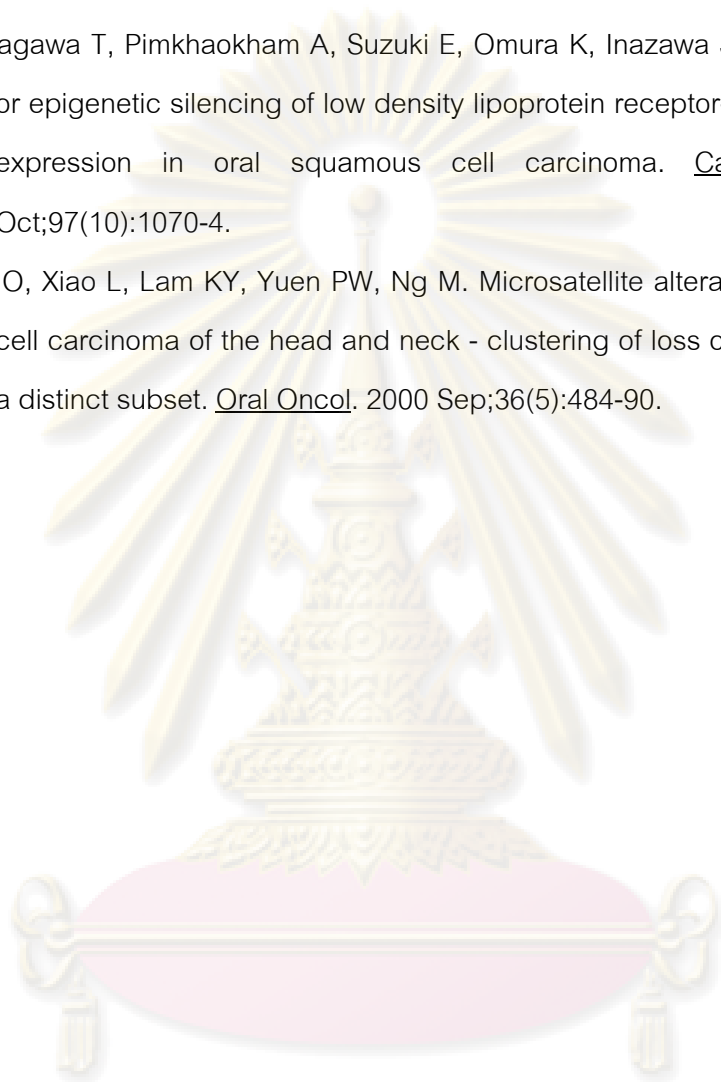 agawa T, Pimkhaokham A, Suzuki E, Omura K, Inazawa
or epigenetic silencing of low density lipoprotein receptor
expression in oral squamous cell carcinoma. Ca
Oct;97(10):1070-4.
O, Xiao L, Lam KY, Yuen PW, Ng M. Microsatellite altera
cell carcinoma of the head and neck - clustering of loss
a distinct subset. Oral Oncol. 2000 Sep;36(5):484-90.